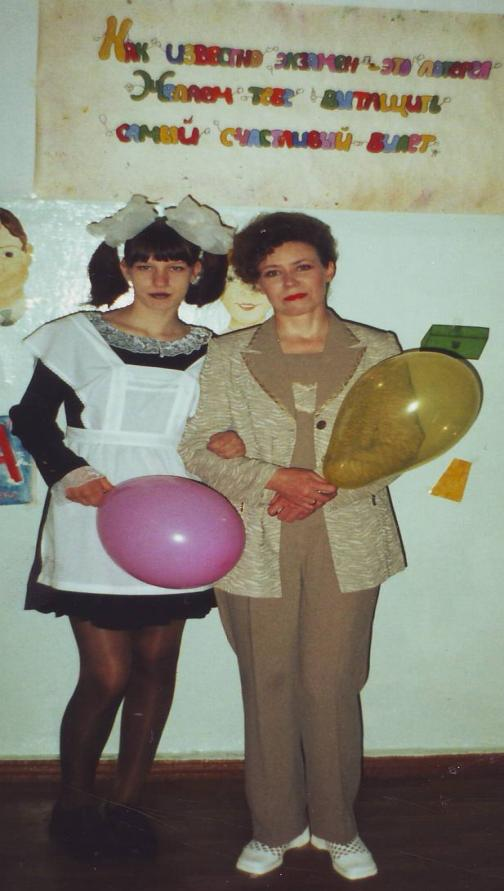 Как известно экзамен - это лотерея
Желаем тебе вытащить
самый счастливый билет.
А